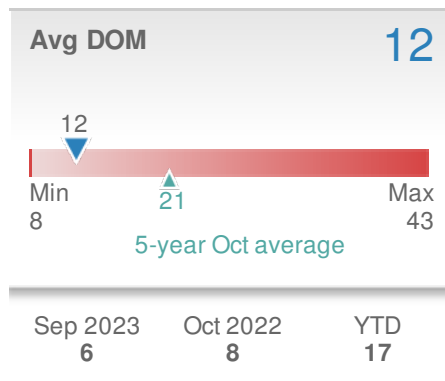 Avg DOM 12
12
Min Max
8 21 43
5-year Oct average
Sep 2023 Oct 2022 YTD
6 8 17